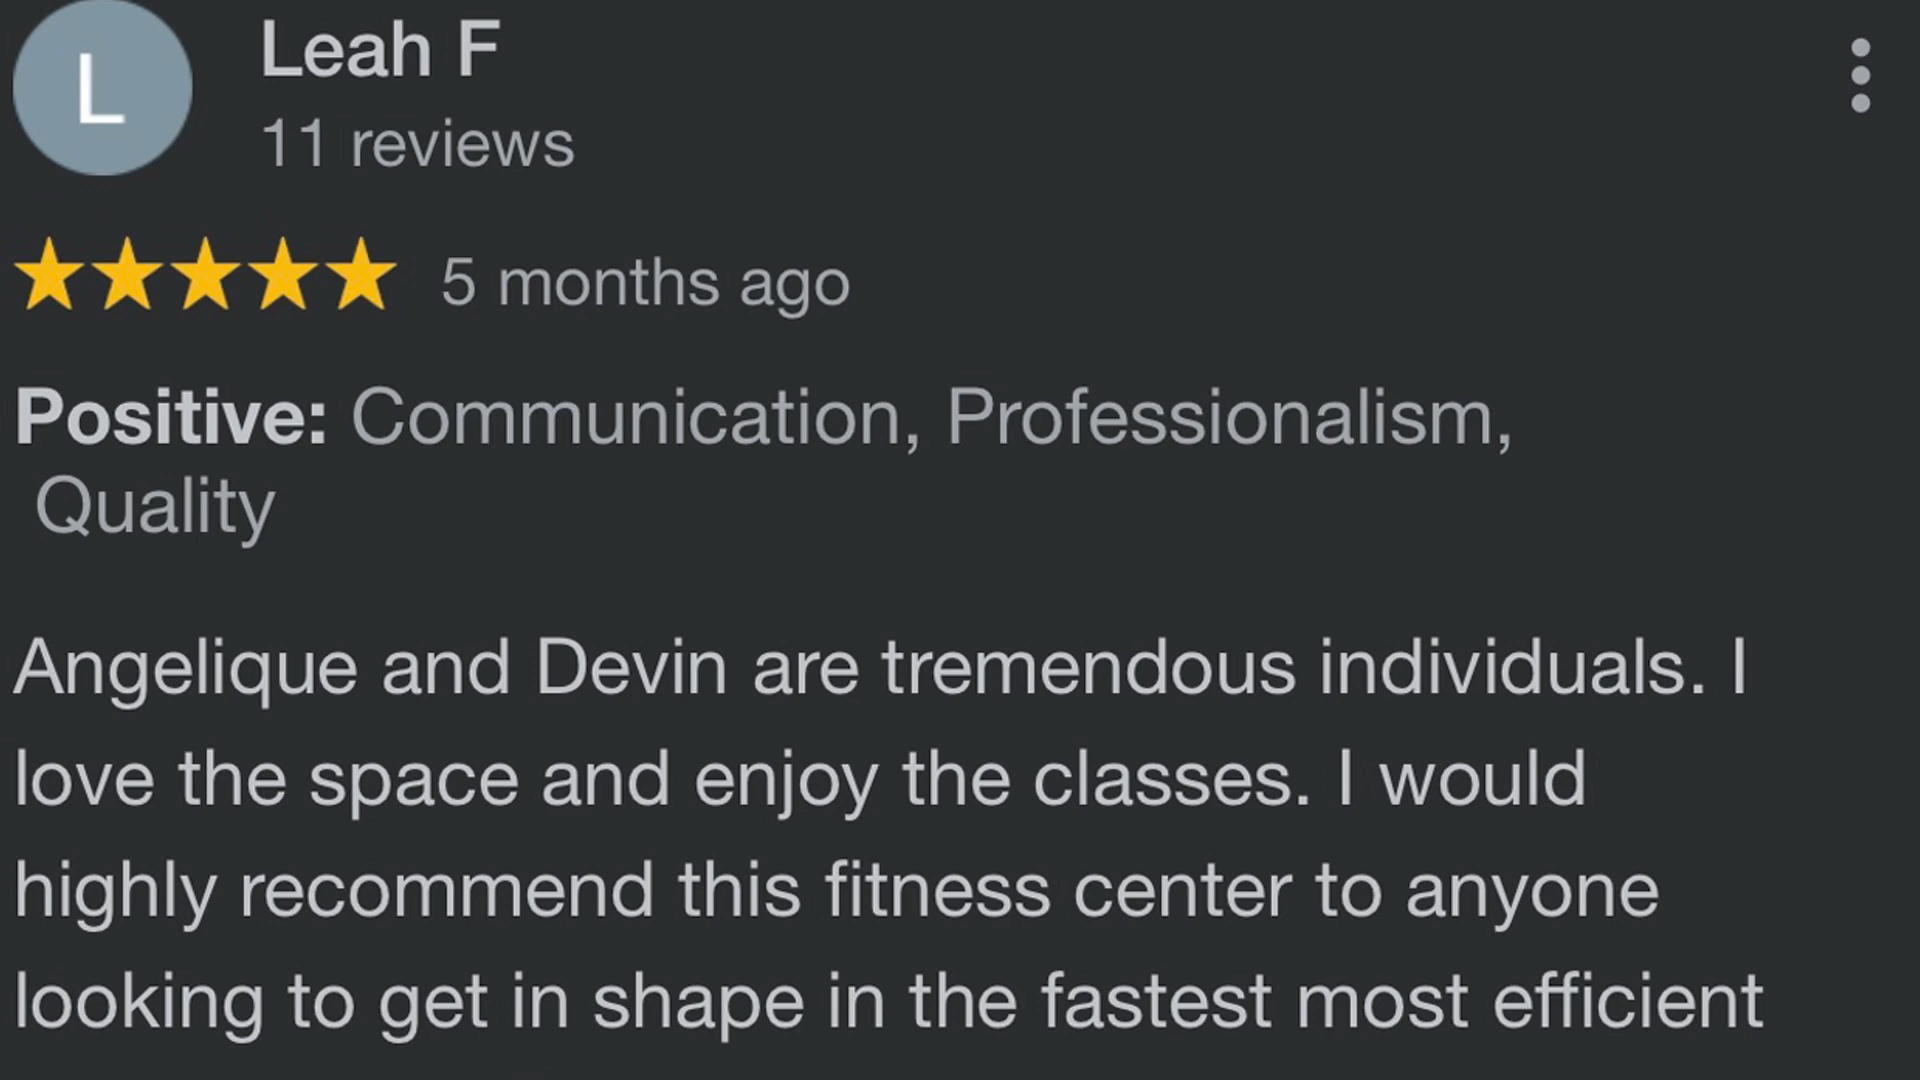 L
Leah F
11 reviews
5 months ago
Positive: Communication, Professionalism,
Quality
Angelique and Devin are tremendous individuals. I
love the space and enjoy the classes. I would
highly recommend this fitness center to anyone
looking to get in shape in the fastest most efficient